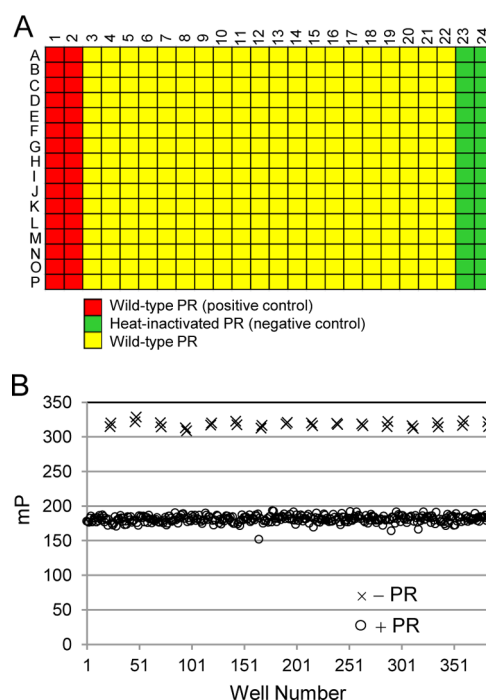 A
1 2 3 4 5 6 7 8 9 10 11 12 13 14 15 16 17 18 19 20 21 22 23 24
A
B
C
D
E
F
G
H
I
J
K
L
M
N
O
P
Wild-type PR (positive control)
Heat-inactivated PR (negative control)
Wild-type PR
B
350
300
250
200
150
100
50
0
mP
× – PR
○ + PR
1 51 101 151 201 251 301 351
Well Number